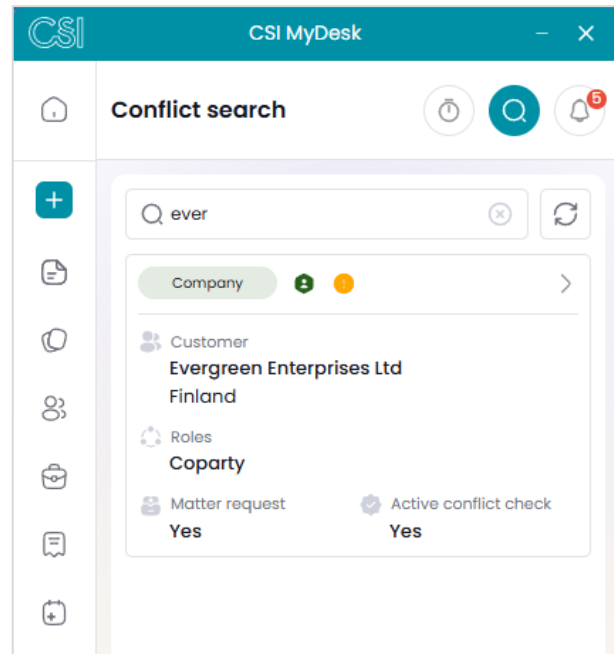 CSI
CSI MyDesk
Conflict search
5
ever
Company
Customer
Evergreen Enterprises Ltd
Finland
Roles
Coparty
Matter request
Yes
Active conflict check
Yes